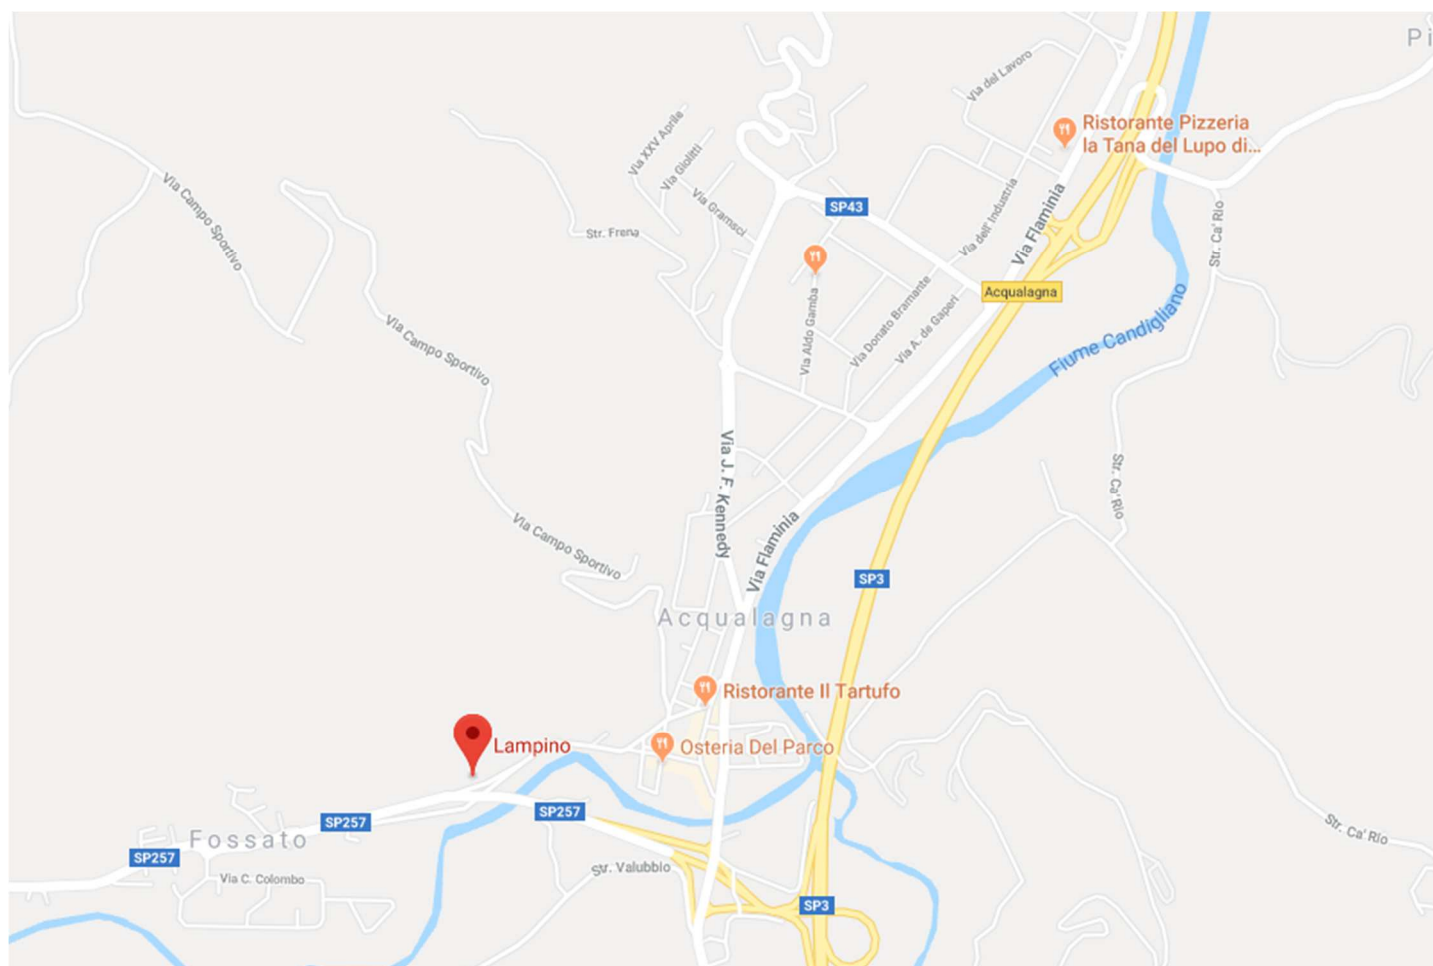 Pi
Via del Lavoro
Ristorante Pizzeria
la Tana del Lupo di...
Via XXV Aprile
Via Giolitti
Via Gramsci
Via Campo Sportivo
SP43
Via dell' Industria
Via Flaminia
Str. Ca' Rio
Str. Frena
Acqualagna
Via Aldo Gamba
Via Donato Bramante
Via A. de Gaperi
Fiume Candigliano
Via Campo Sportivo
Via J. F. Kennedy
Str. Ca' Rio
Via Campo Sportivo
Via Flaminia
SP3
Acqualagna
Ristorante Il Tartufo
Lampino
Osteria Del Parco
SP257
SP257
Fossato
SP257
Str. Valubbio
Via C. Colombo
Str. Ca' Rio
SP3